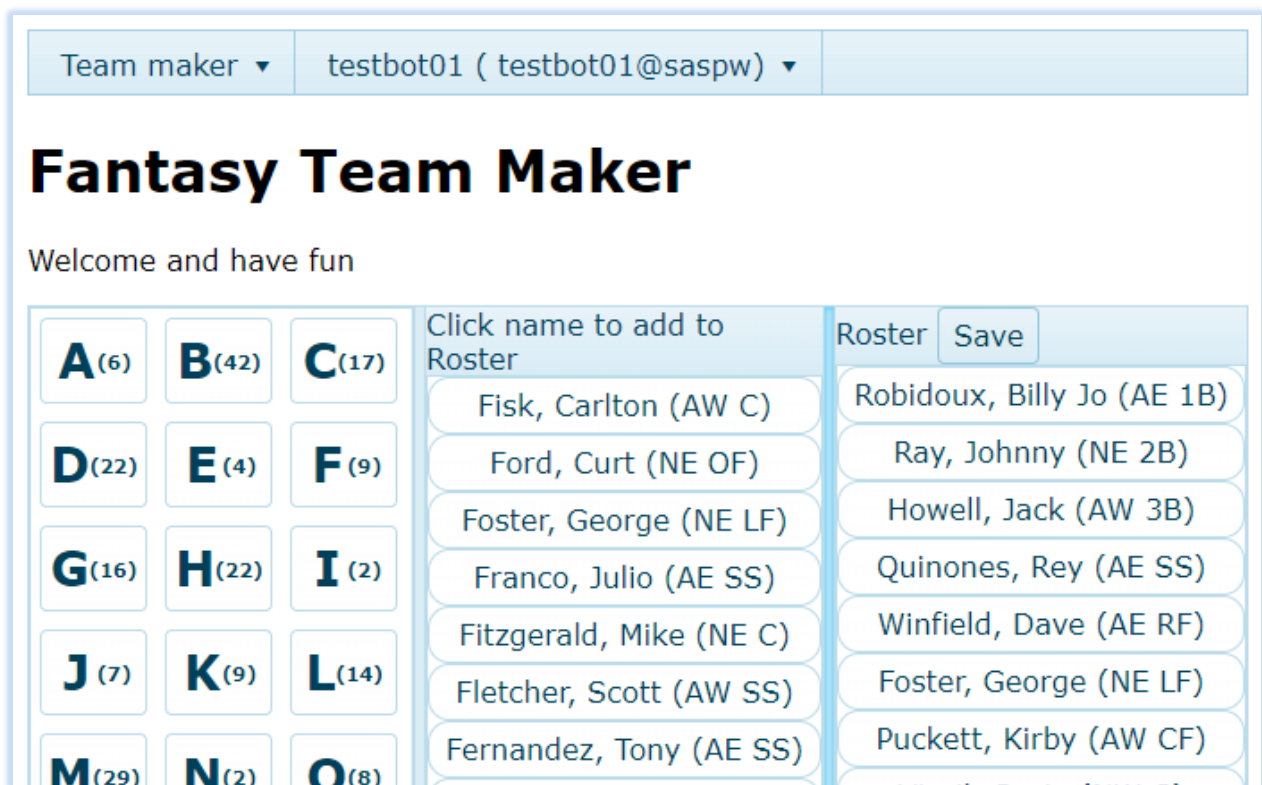 Team maker ▼ testbot01 ( testbot01@saspw) ▼
Fantasy Team Maker
Welcome and have fun
A(6) B(42) C(17)
D(22) E(4) F(9)
G(16) H(22) I(2)
J(7) K(9) L(14)
M(29) N(2) O(8)
Click name to add to
Roster
Fisk, Carlton (AW C)
Ford, Curt (NE OF)
Foster, George (NE LF)
Franco, Julio (AE SS)
Fitzgerald, Mike (NE C)
Fletcher, Scott (AW SS)
Fernandez, Tony (AE SS)
Roster Save
Robidoux, Billy Jo (AE 1B)
Ray, Johnny (NE 2B)
Howell, Jack (AW 3B)
Quinones, Rey (AE SS)
Winfield, Dave (AE RF)
Foster, George (NE LF)
Puckett, Kirby (AW CF)